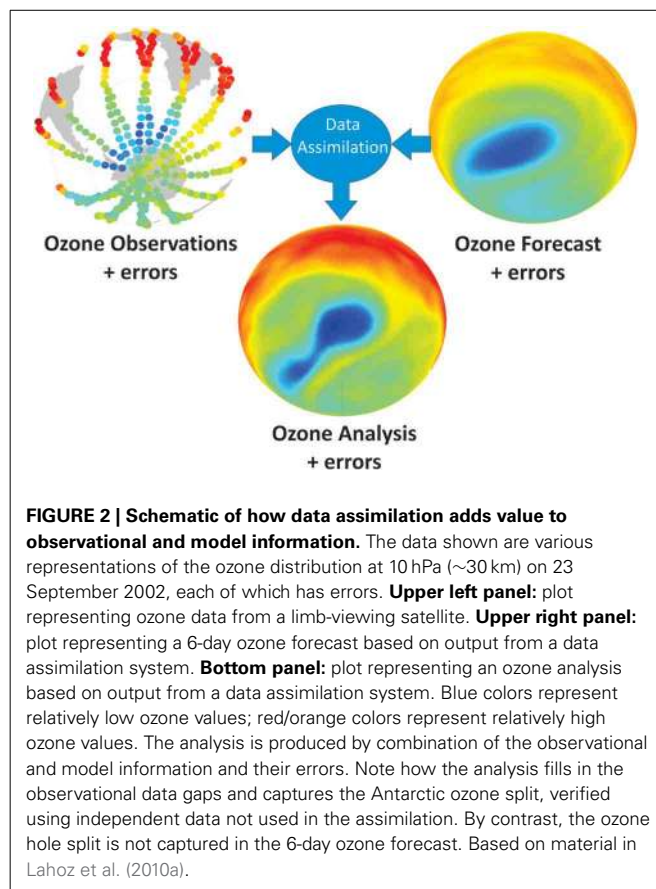 Data
Assimilation
Ozone Observations
+ errors
Ozone Forecast
+ errors
Ozone Analysis
+ errors
FIGURE 2 | Schematic of how data assimilation adds value to
observational and model information. The data shown are various
representations of the ozone distribution at 10 hPa (∼30 km) on 23
September 2002, each of which has errors. Upper left panel: plot
representing ozone data from a limb-viewing satellite. Upper right panel:
plot representing a 6-day ozone forecast based on output from a data
assimilation system. Bottom panel: plot representing an ozone analysis
based on output from a data assimilation system. Blue colors represent
relatively low ozone values; red/orange colors represent relatively high
ozone values. The analysis is produced by combination of the observational
and model information and their errors. Note how the analysis fills in the
observational data gaps and captures the Antarctic ozone split, verified
using independent data not used in the assimilation. By contrast, the ozone
hole split is not captured in the 6-day ozone forecast. Based on material in
Lahoz et al. (2010a).